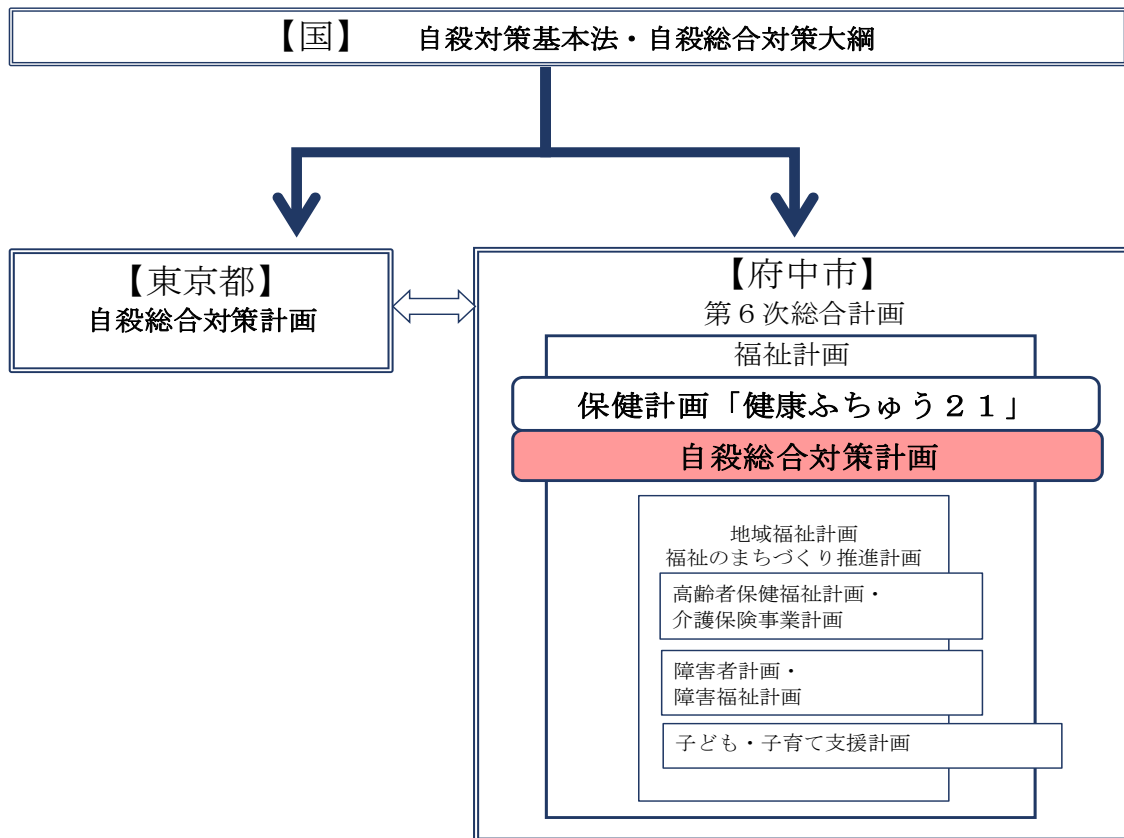 【国】　自殺対策基本法・自殺総合対策大綱
【東京都】
自殺総合対策計画
【府中市】
第６次総合計画
福祉計画
保健計画「健康ふちゅう２１」
自殺総合対策計画
地域福祉計画
福祉のまちづくり推進計画
高齢者保健福祉計画・
介護保険事業計画
障害者計画・
障害福祉計画
子ども・子育て支援計画